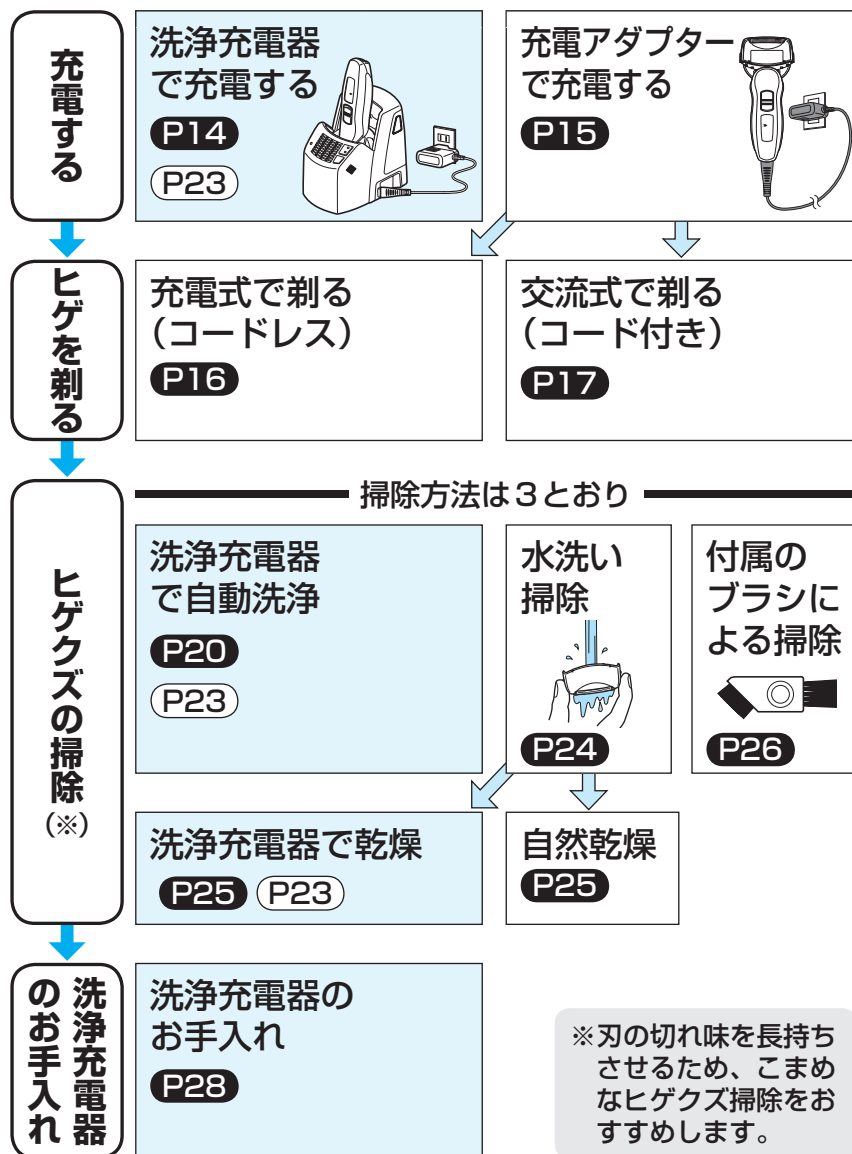 充電する
洗浄充電器
で充電する
P14
P23
充電アダプター
で充電する
P15
ヒゲを剃る
充電式で剃る
（コードレス）
P16
交流式で剃る
（コード付き）
P17
ヒゲクズの掃除
（※）
掃除方法は3とおり
洗浄充電器
で自動洗浄
P20
P23
水洗い
掃除
P24
付属の
ブラシに
よる掃除
P26
洗浄充電器で乾燥
P25 P23
自然乾燥
P25
洗浄充電器
のお手入れ
洗浄充電器の
お手入れ
P28
※刃の切れ味を長持ち
させるため、こまめ
なヒゲクズ掃除をお
すすめします。